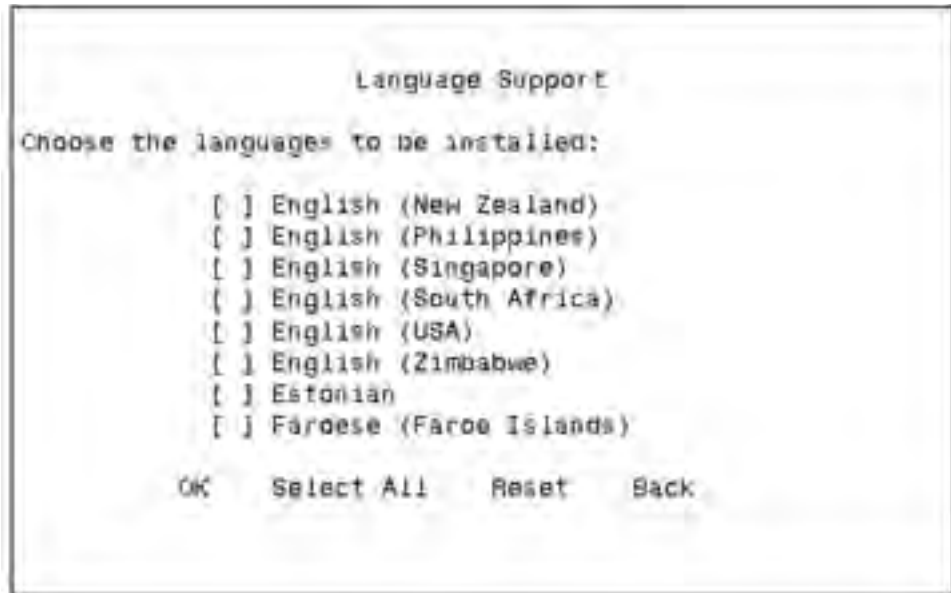 Language Support
Choose the languages to be installed:
[ ] English (New Zealand)
[ ] English (Philippines)
[ ] English (Singapore)
[ ] English (South Africa)
[ ] English (USA)
[ ] English (Zimbabwe)
[ ] Estonian
[ ] Faroese (Faroe Islands)
OK Select All Reset Back